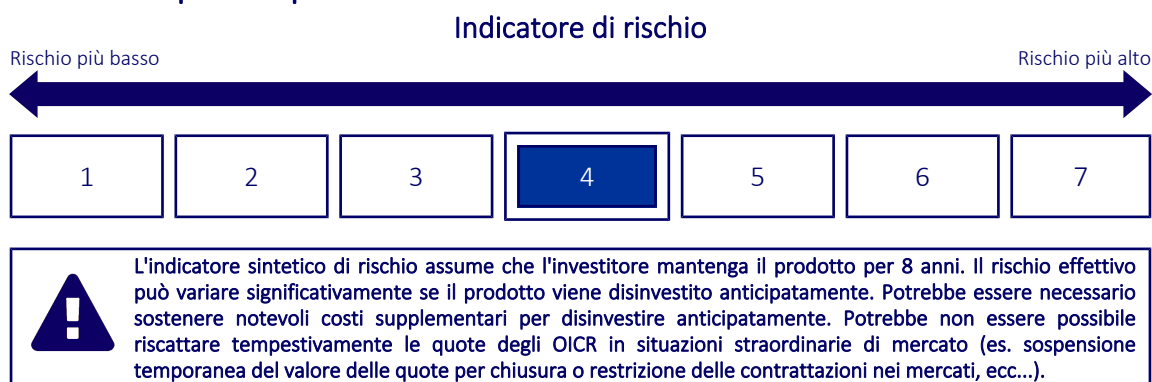 Indicatore di rischio
Rischio più basso
Rischio più alto
1
2
3
4
5
6
7
L'indicatore sintetico di rischio assume che l'investitore mantenga il prodotto per 8 anni. Il rischio effettivo
può variare significativamente se il prodotto viene disinvestito anticipatamente. Potrebbe essere necessario
sostenere notevoli costi supplementari per disinvestire anticipatamente. Potrebbe non essere possibile
riscattare tempestivamente le quote degli OICR in situazioni straordinarie di mercato (es. sospensione
temporanea del valore delle quote per chiusura o restrizione delle contrattazioni nei mercati, ecc...).